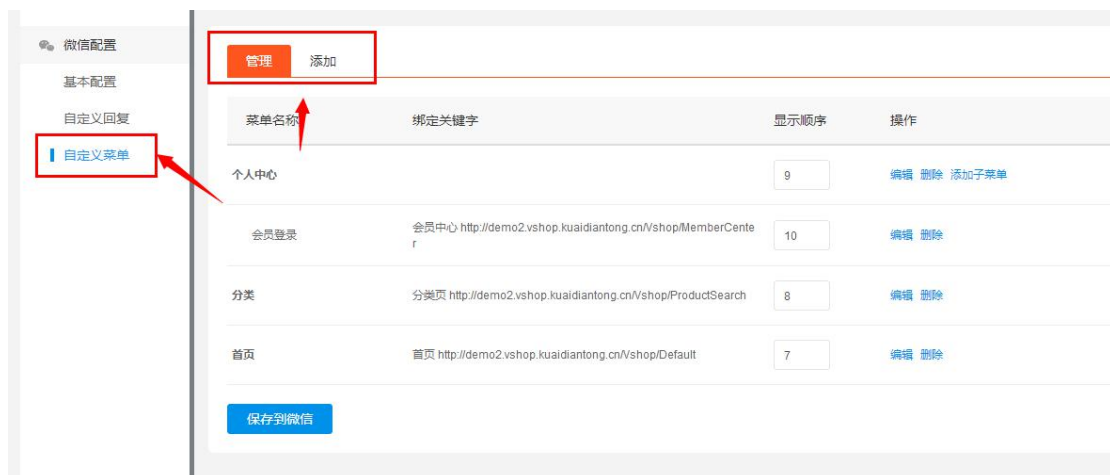 微信配置
基本配置
自定义回复
自定义菜单
管理 添加
菜单名称 绑定关键字 显示顺序 操作
个人中心 9 编辑 删除 添加子菜单
会员登录 会员中心 http://demo2.vshop.kuaidiantong.cn/Vshop/MemberCente
r 10 编辑 删除
分类 分类页 http://demo2.vshop.kuaidiantong.cn/Vshop/ProductSearch 8 编辑 删除
首页 首页 http://demo2.vshop.kuaidiantong.cn/Vshop/Default 7 编辑 删除
保存到微信